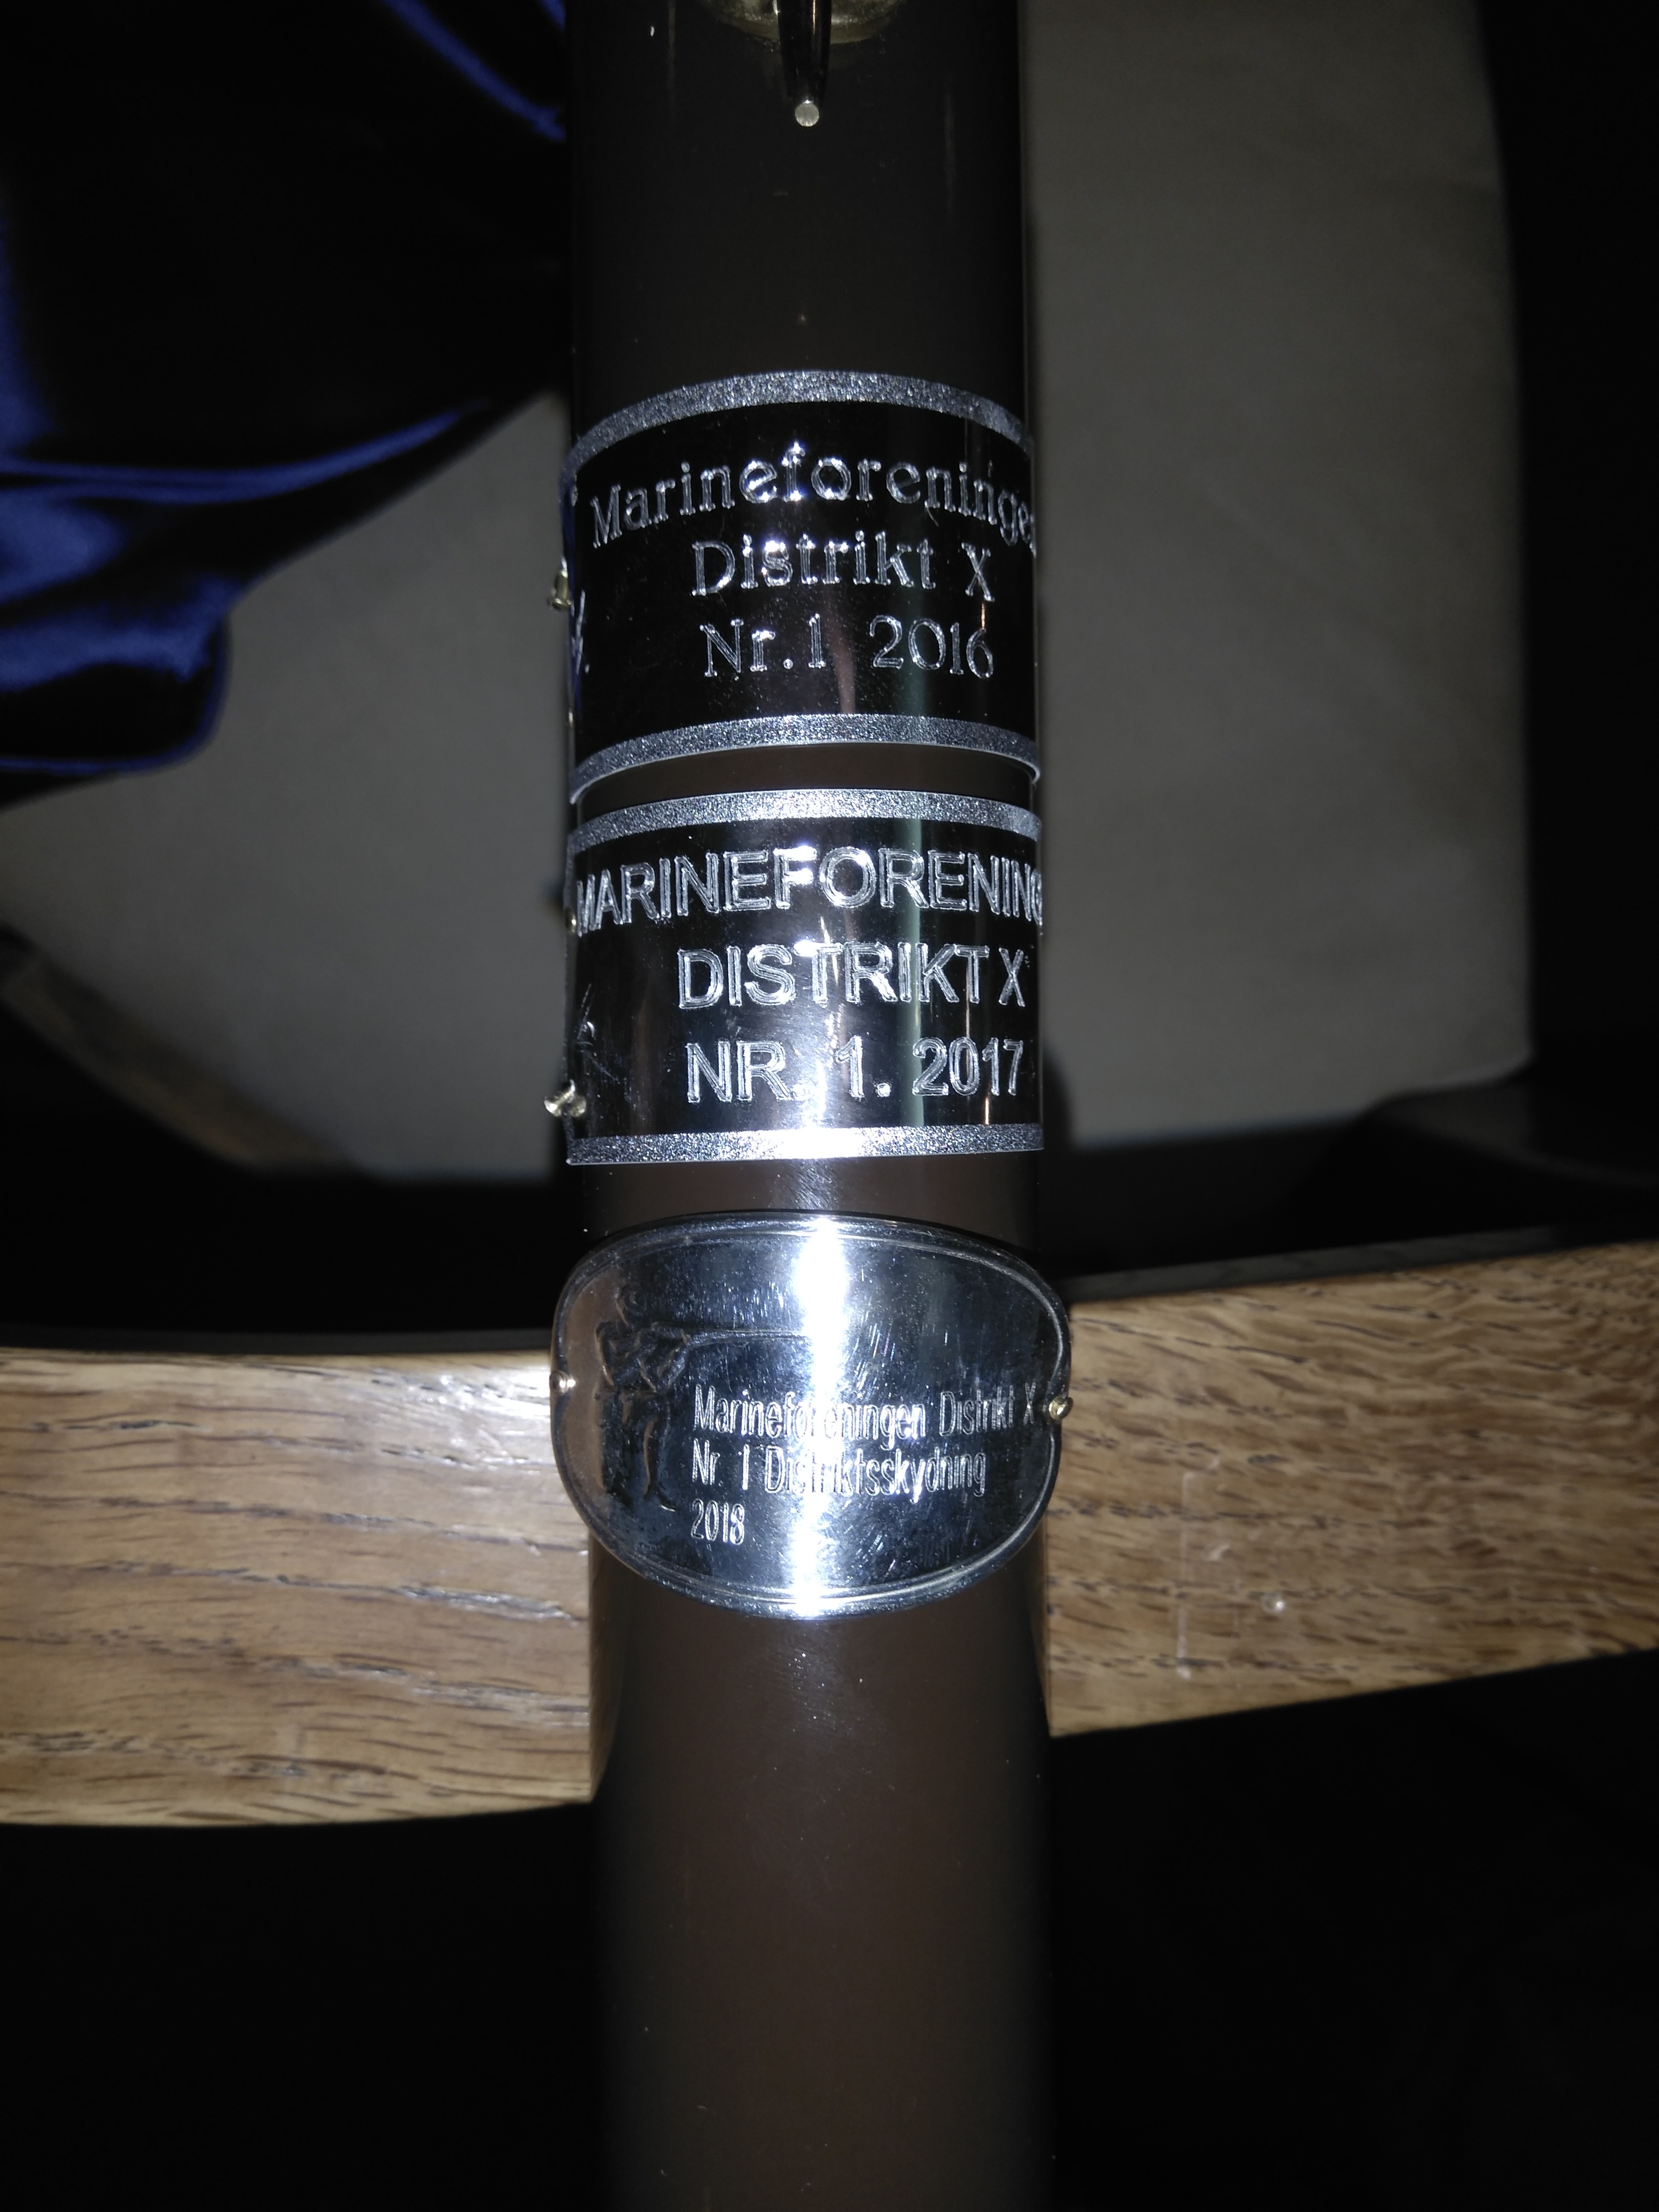 Marineforeningen
Distrikt X
Nr.1 2016
MARINEFORENING
DISTRIKT X
NR. 1. 2017
Marineforeningen Distrikt X
Nr. 1 Distriktsskydning
2018